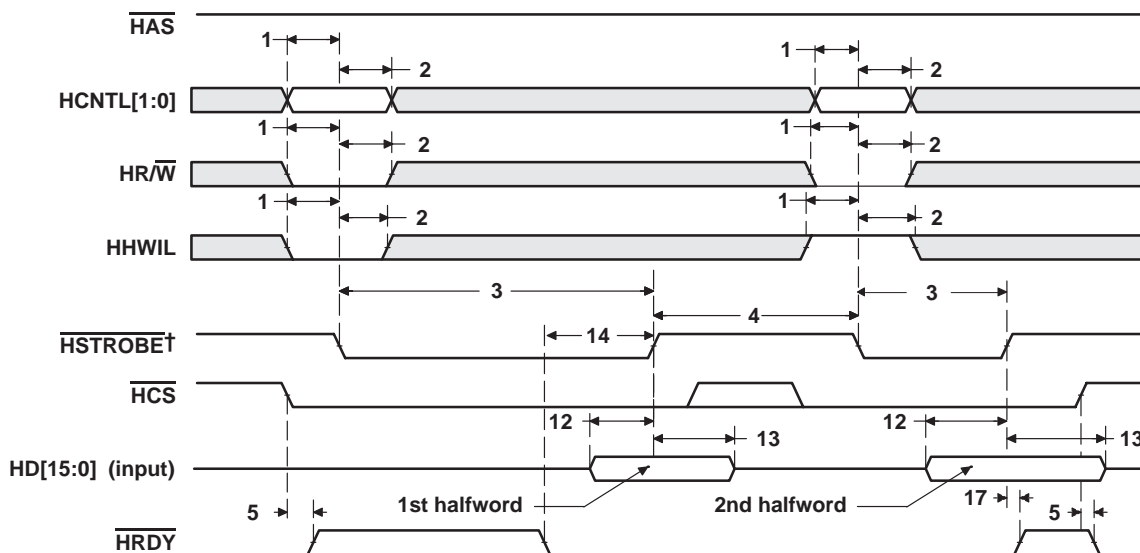 HAS
1
1
2
2
HCNTL[1:0]
1
1
2
2
HR/W
1
1
2
2
HHWIL
3
3
4
14
HSTROBE†
HCS
12
12
13
13
HD[15:0] (input)
1st halfword
2nd halfword
17
5
5
HRDY